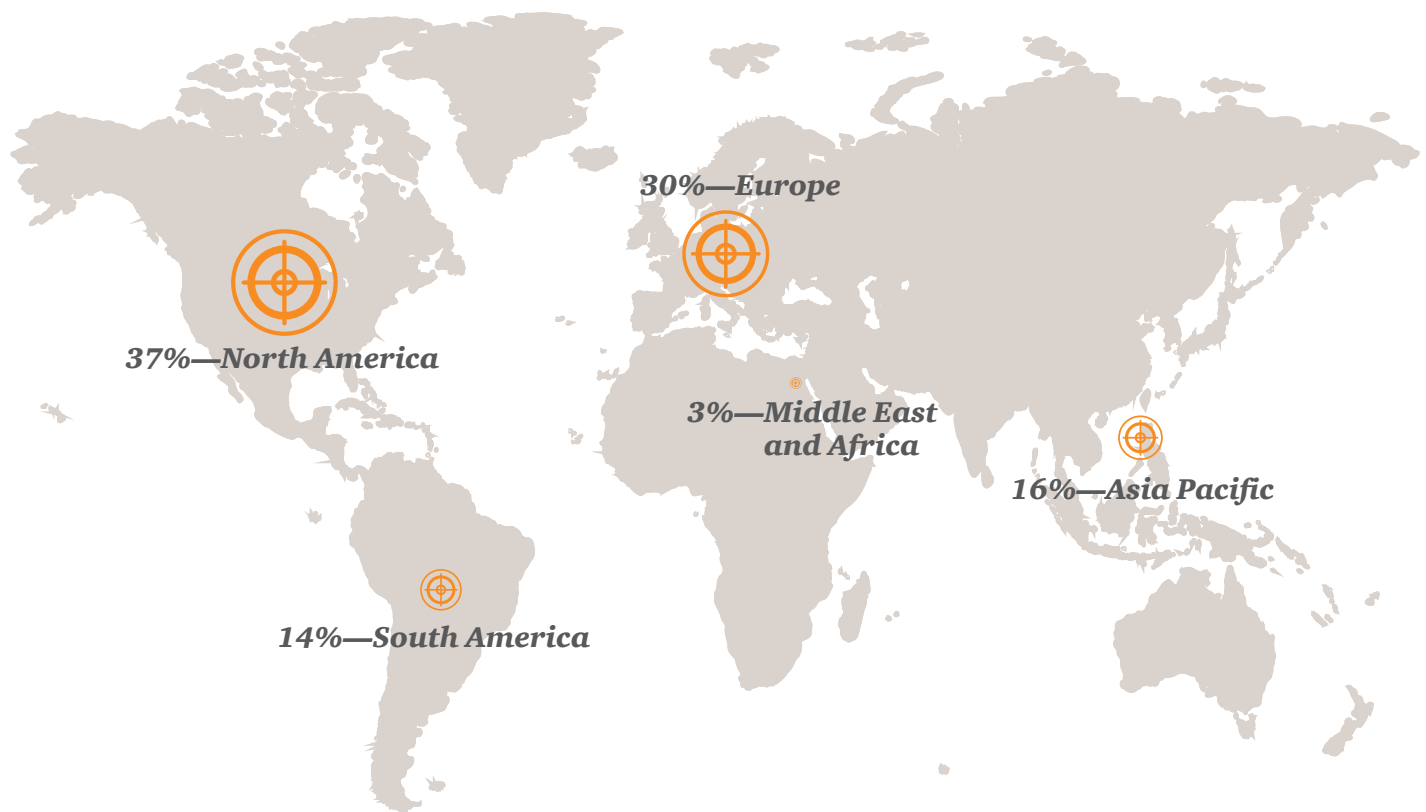 30%—Europe
37%—North America
3%—Middle East
and Africa
16%—Asia Pacific
14%—South America